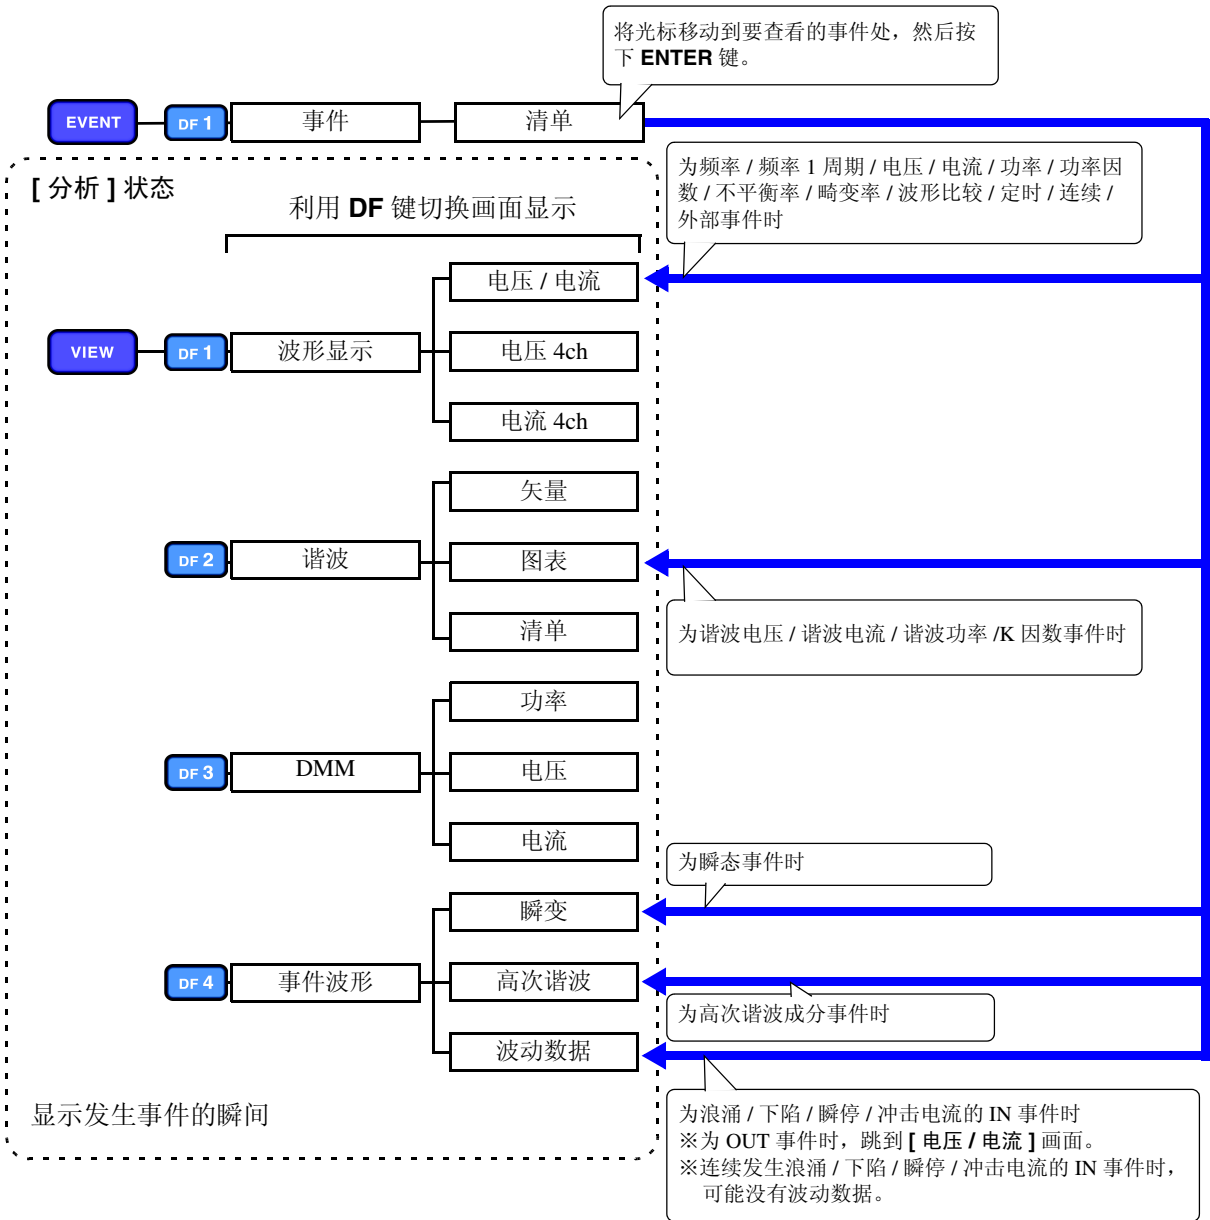 将光标移动到要查看的事件处，然后按
下 ENTER 键。
EVENT
DF 1
事件
清单
[ 分析 ] 状态
利用 DF 键切换画面显示
为频率 / 频率 1 周期 / 电压 / 电流 / 功率 / 功率因
数 / 不平衡率 / 畸变率 / 波形比较 / 定时 / 连续 /
外部事件时
VIEW
DF 1
波形显示
电压 / 电流
电压 4ch
电流 4ch
DF 2
谐波
矢量
图表
清单
为谐波电压 / 谐波电流 / 谐波功率 /K 因数事件时
DF 3
DMM
功率
电压
电流
DF 4
事件波形
瞬变
高次谐波
波动数据
为瞬态事件时
为高次谐波成分事件时
显示发生事件的瞬间
为浪涌 / 下陷 / 瞬停 / 冲击电流的 IN 事件时
※为 OUT 事件时，跳到 [ 电压 / 电流 ] 画面。
※连续发生浪涌 / 下陷 / 瞬停 / 冲击电流的 IN 事件时，
可能没有波动数据。